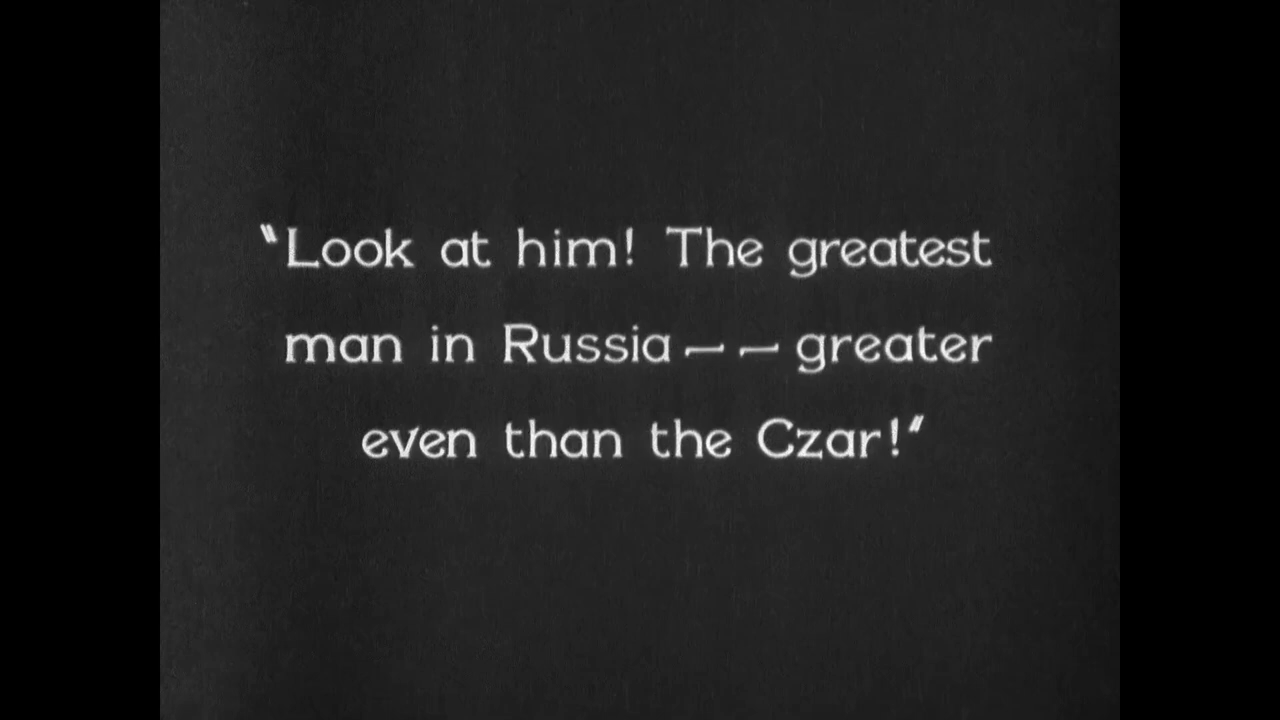 "Look at him! The greatest
man in Russia — — greater
even than the Czar!"